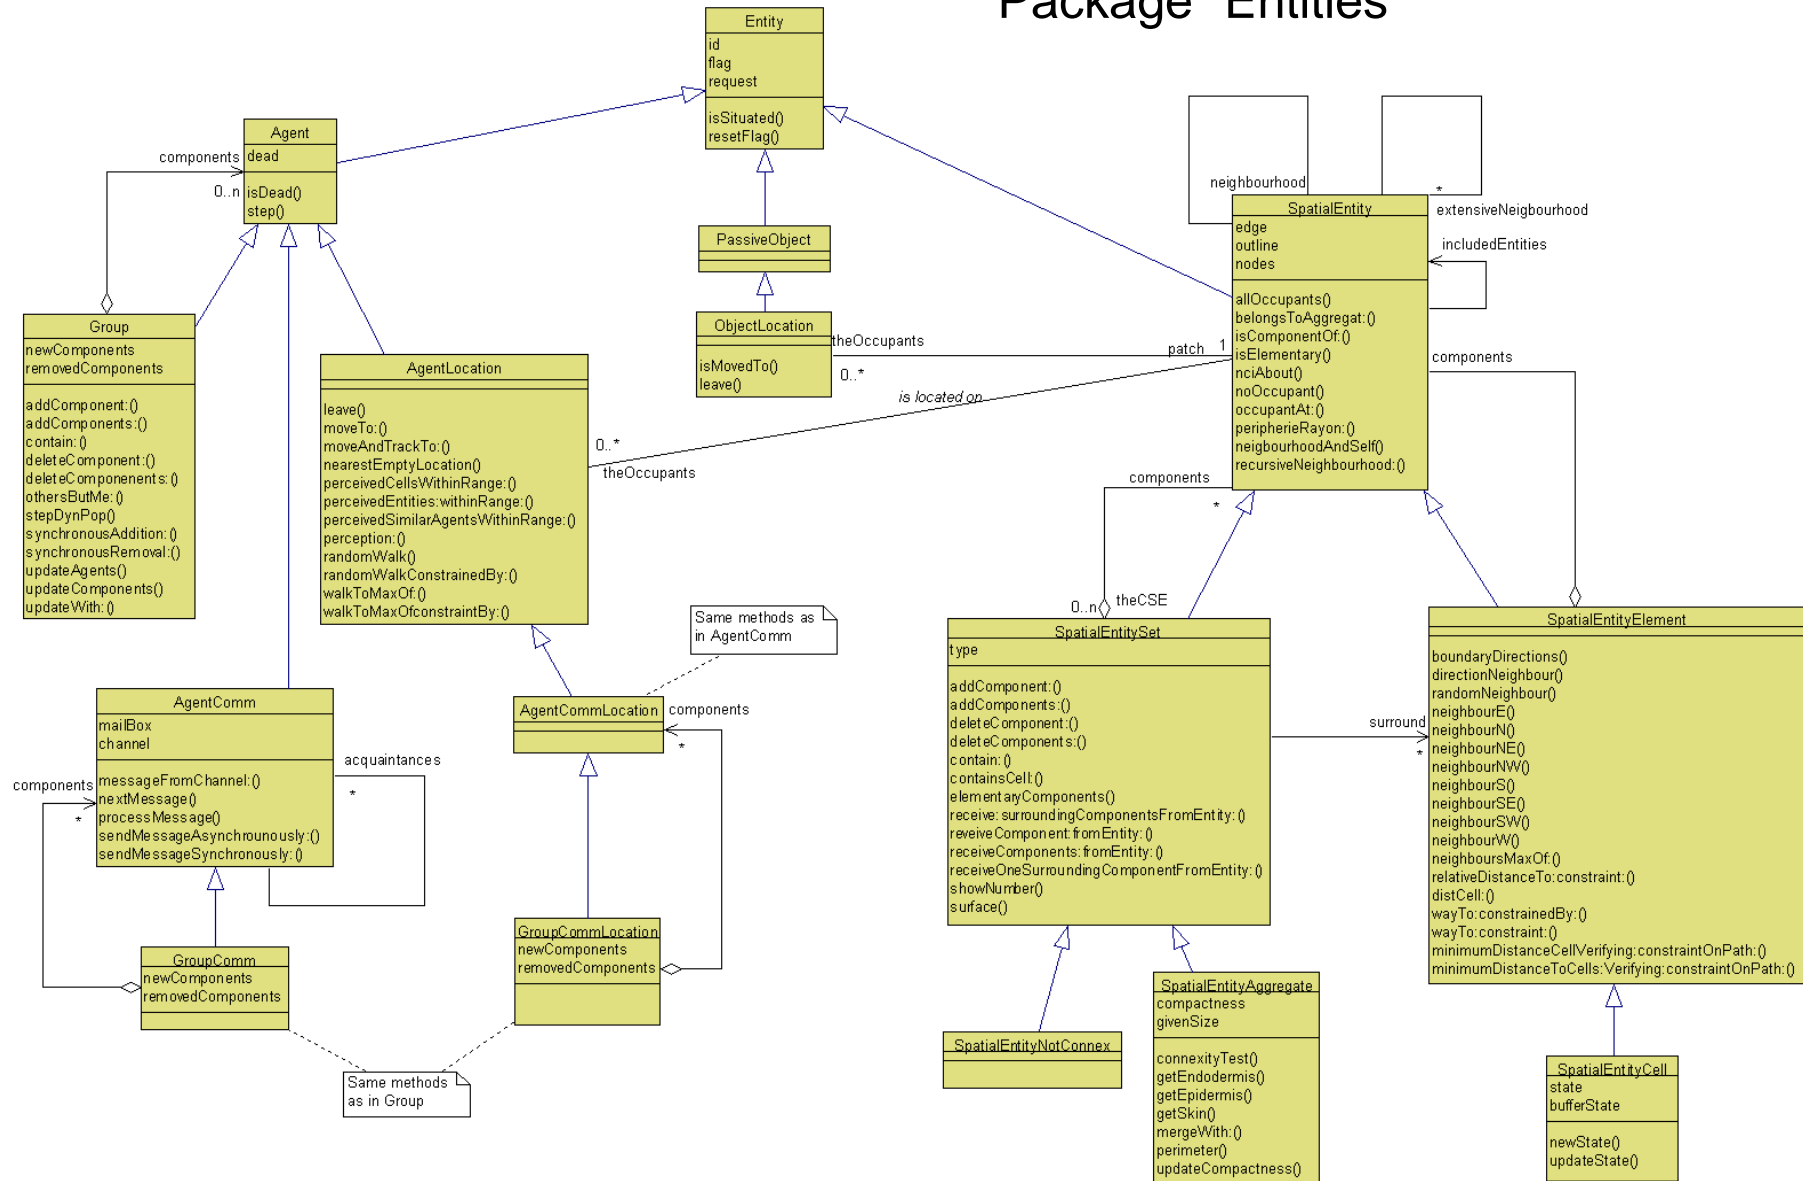 Package Entities
Entity
id
flag
request
isSituated()
resetFlag()
Agent
dead
isDead()
step()
components
0..n
PassiveObject
ObjectLocation
isMovedTo()
leave()
theOccupants
0..*
patch
1
is located on
0..*
theOccupants
neighbourhood
*
extensiveNeigbourhood
includedEntities
SpatialEntity
edge
outline
nodes
allOccupants()
belongsToAggregat:()
isComponentOf:()
isElementary()
nciAbout()
noOccupant()
occupantAt:()
peripherieRayon:()
neigbourhoodAndSelf()
recursiveNeighbourhood:()
components
components
*
0..n
theCSE
Group
newComponents
removedComponents
addComponent:()
addComponents:()
contain:()
deleteComponent:()
deleteComponenents:()
othersButMe:()
stepDynPop()
synchronousAddition:()
synchronousRemoval:()
updateAgents()
updateComponents()
updateWith:()
AgentLocation
leave()
moveTo:()
moveAndTrackTo:()
nearestEmptyLocation()
perceivedCellsWithinRange:()
perceivedEntities:withinRange:()
perceivedSimilarAgentsWithinRange:()
perception:()
randomWalk()
randomWalkConstrainedBy:()
walkToMaxOf:()
walkToMaxOfconstraintBy:()
Same methods as
in AgentComm
AgentComm
mailBox
channel
messageFromChannel:()
nextMessage()
processMessage()
sendMessageAsynchrounously:()
sendMessageSynchronously:()
components
*
acquaintances
*
AgentCommLocation
components
*
GroupComm
newComponents
removedComponents
GroupCommLocation
newComponents
removedComponents
Same methods
as in Group
SpatialEntitySet
type
addComponent:()
addComponents:()
deleteComponent:()
deleteComponents:()
contain:()
containsCell:()
elementaryComponents()
receive: surroundingComponentsFromEntity:()
reveiveComponent:fromEntity:()
receiveComponents:fromEntity:()
receiveOneSurroundingComponentFromEntity:()
showNumber()
surface()
surround
*
SpatialEntityElement
boundaryDirections()
directionNeighbour()
randomNeighbour()
neighbourE()
neighbourN()
neighbourNE()
neighbourNW()
neighbourS()
neighbourSE()
neighbourSW()
neighbourW()
neighboursMaxOf:()
relativeDistanceTo:constraint:()
distCell:()
wayTo:constrainedBy:()
wayTo:constraint:()
minimumDistanceCellVerifying:constraintOnPath:()
minimumDistanceToCells:Verifying:constraintOnPath:()
SpatialEntityNotConnex
SpatialEntityAggregate
compactness
givenSize
connexityTest()
getEndodermis()
getEpidermis()
getSkin()
mergeWith:()
perimeter()
updateCompactness()
SpatialEntityCell
state
bufferState
newState()
updateState()